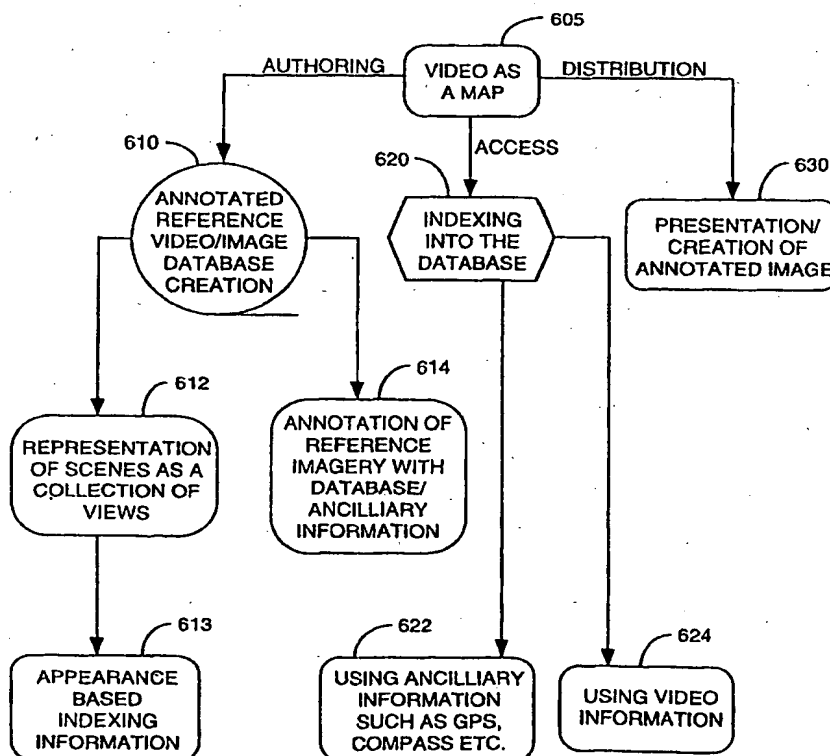 605
AUTHORING
VIDEO AS
A MAP
DISTRIBUTION
610
620
ACCESS
630
ANNOTATED
REFERENCE
VIDEO/IMAGE
DATABASE
CREATION
INDEXING
INTO THE
DATABASE
PRESENTATION/
CREATION OF
ANNOTATED IMAGE
612
614
REPRESENTATION
OF SCENES AS A
COLLECTION OF
VIEWS
ANNOTATION OF
REFERENCE
IMAGERY WITH
DATABASE/
ANCILLIARY
INFORMATION
613
622
624
APPEARANCE
BASED
INDEXING
INFORMATION
USING ANCILLIARY
INFORMATION
SUCH AS GPS,
COMPASS ETC.
USING VIDEO
INFORMATION